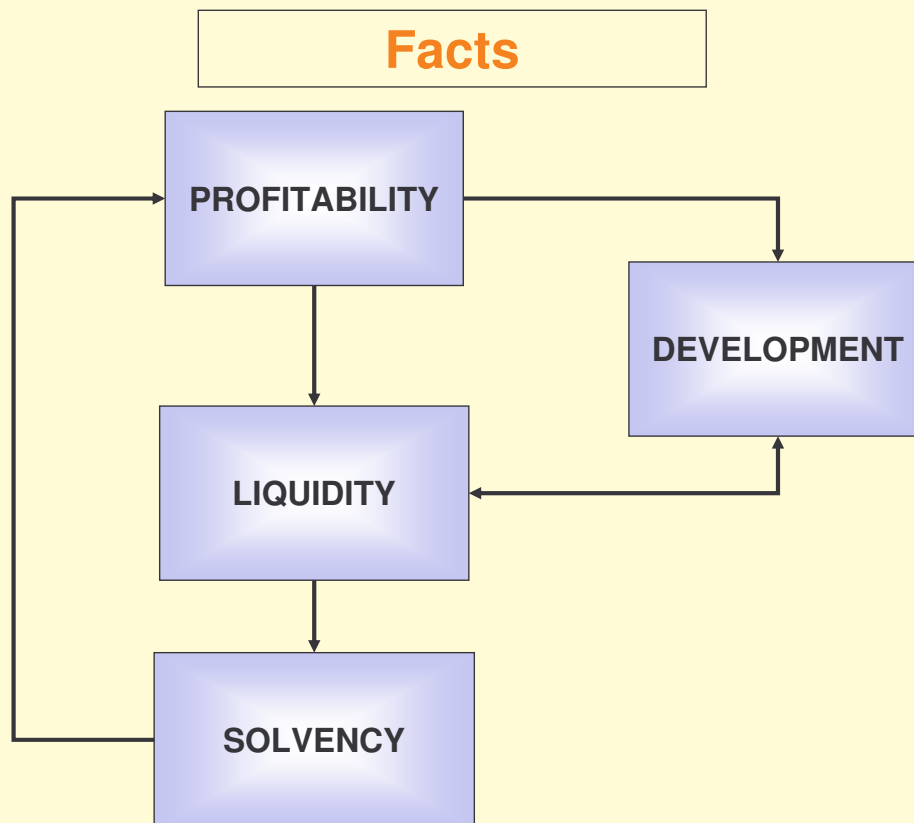 Facts
PROFITABILITY
DEVELOPMENT
LIQUIDITY
SOLVENCY